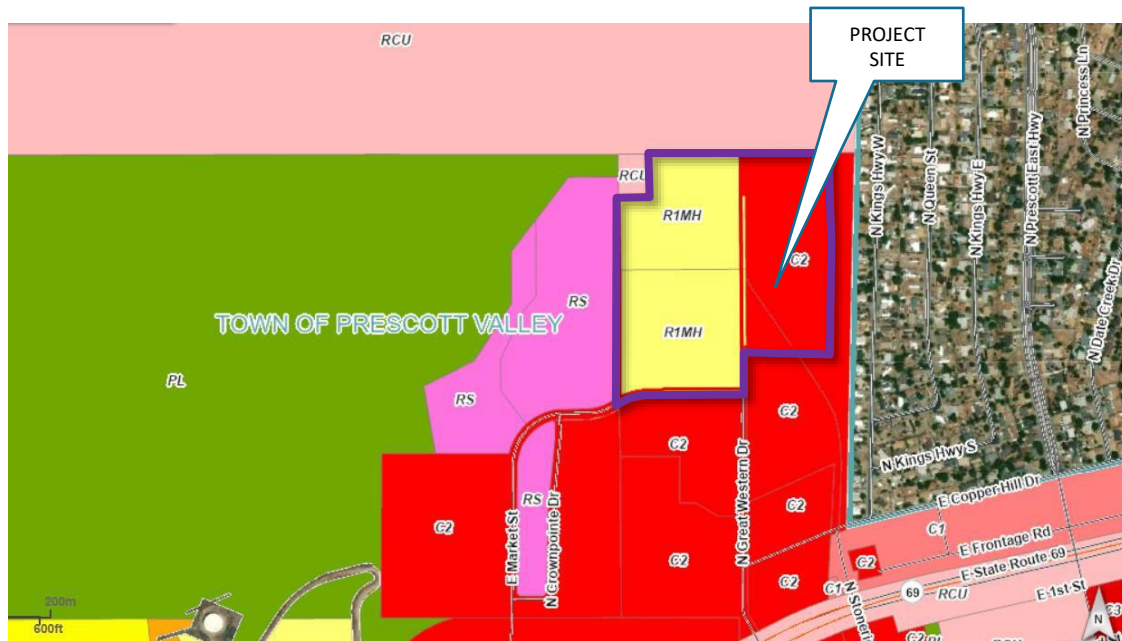 RCU
PROJECT
SITE
N Kings Hwy W
N Queen St
N Kings Hwy E
N Prescott East Hwy
N Princess Ln
N Date Creek Dr
RCU
R1MH
C2
RS
TOWN OF PRESCOTT VALLEY
R1MH
PL
RS
C2
C2
N Kings Hwy S
RS
C2
E Market St
N Crownpointe Dr
C2
N Great Western Dr
C2
C2
E Copper Hill Dr
C1
E Frontage Rd
C2
E State Route 69
C1
69
RCU
E 1st St
200m
600ft
C3
N